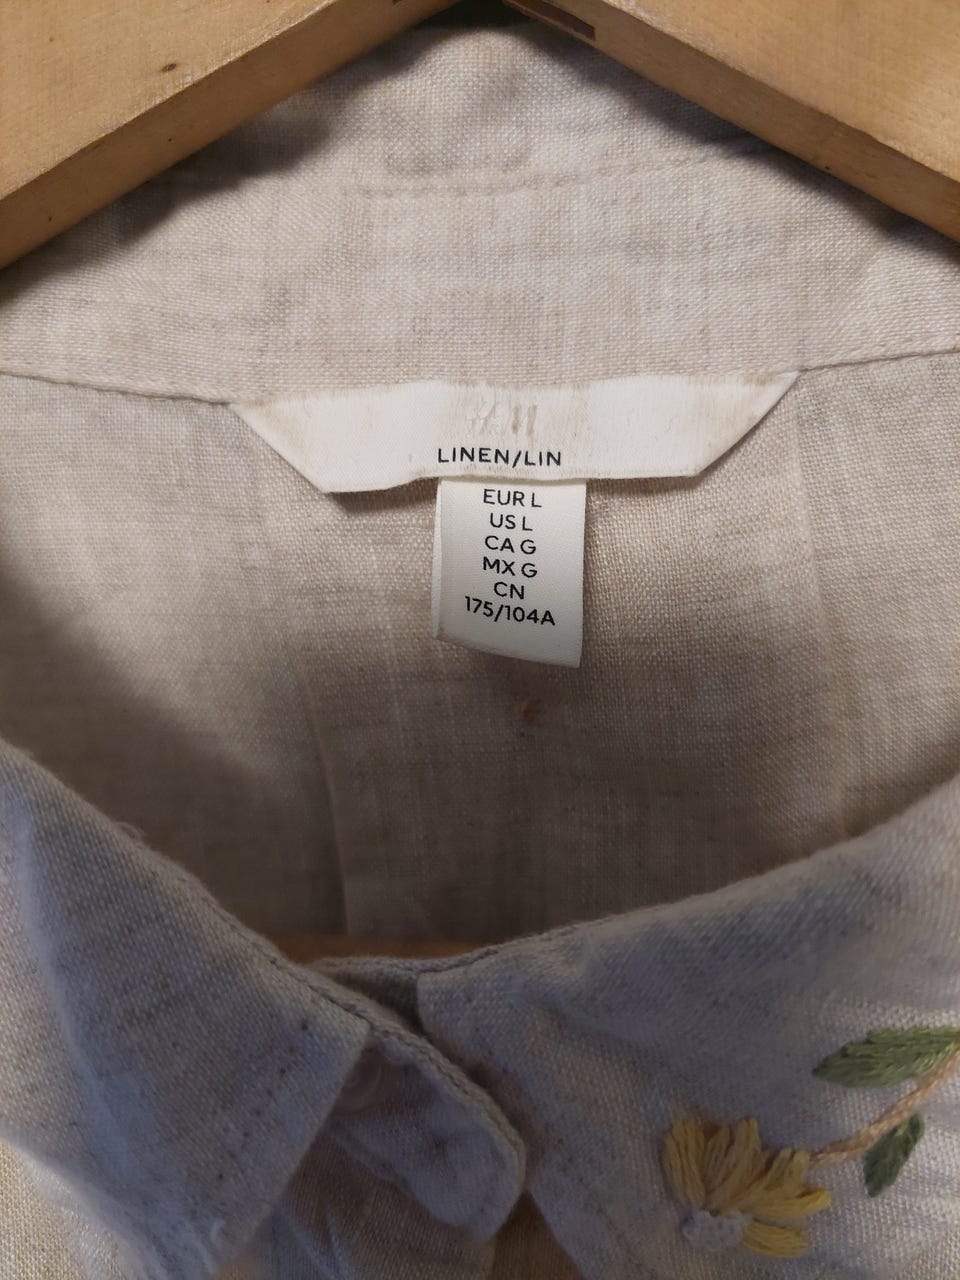 H&M
LINEN/LIN
EUR L
US L
CA G
MX G
CN
175/104A